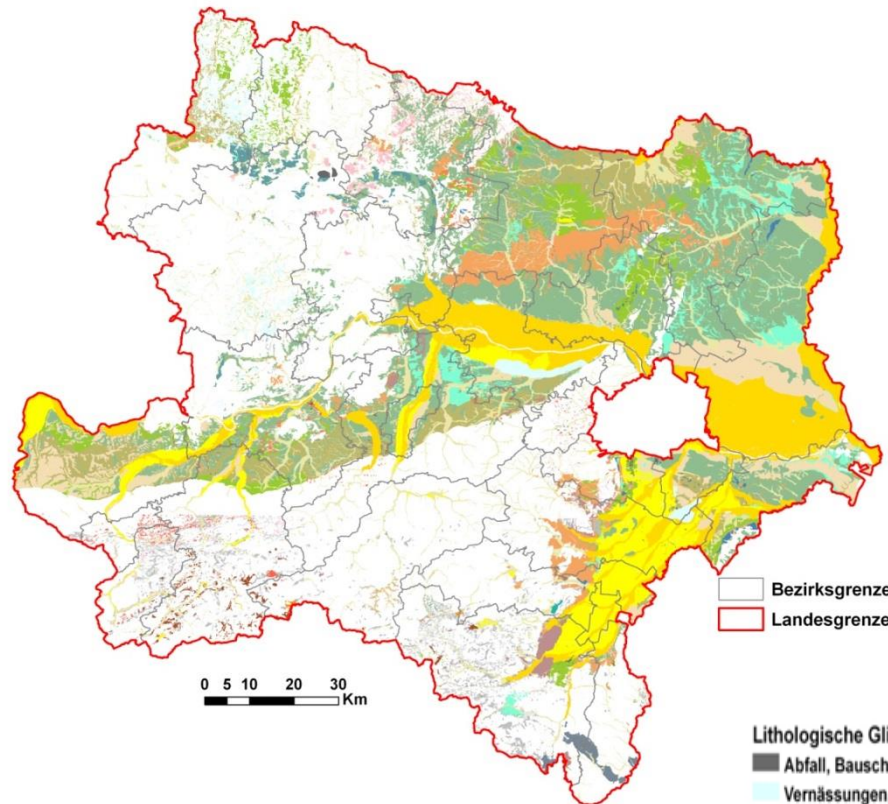 Bezirksgrenze
Landesgrenze
0 5 10 20 30
Km
Lithologische Gli
Abfall, Bausch
Vernässungen,